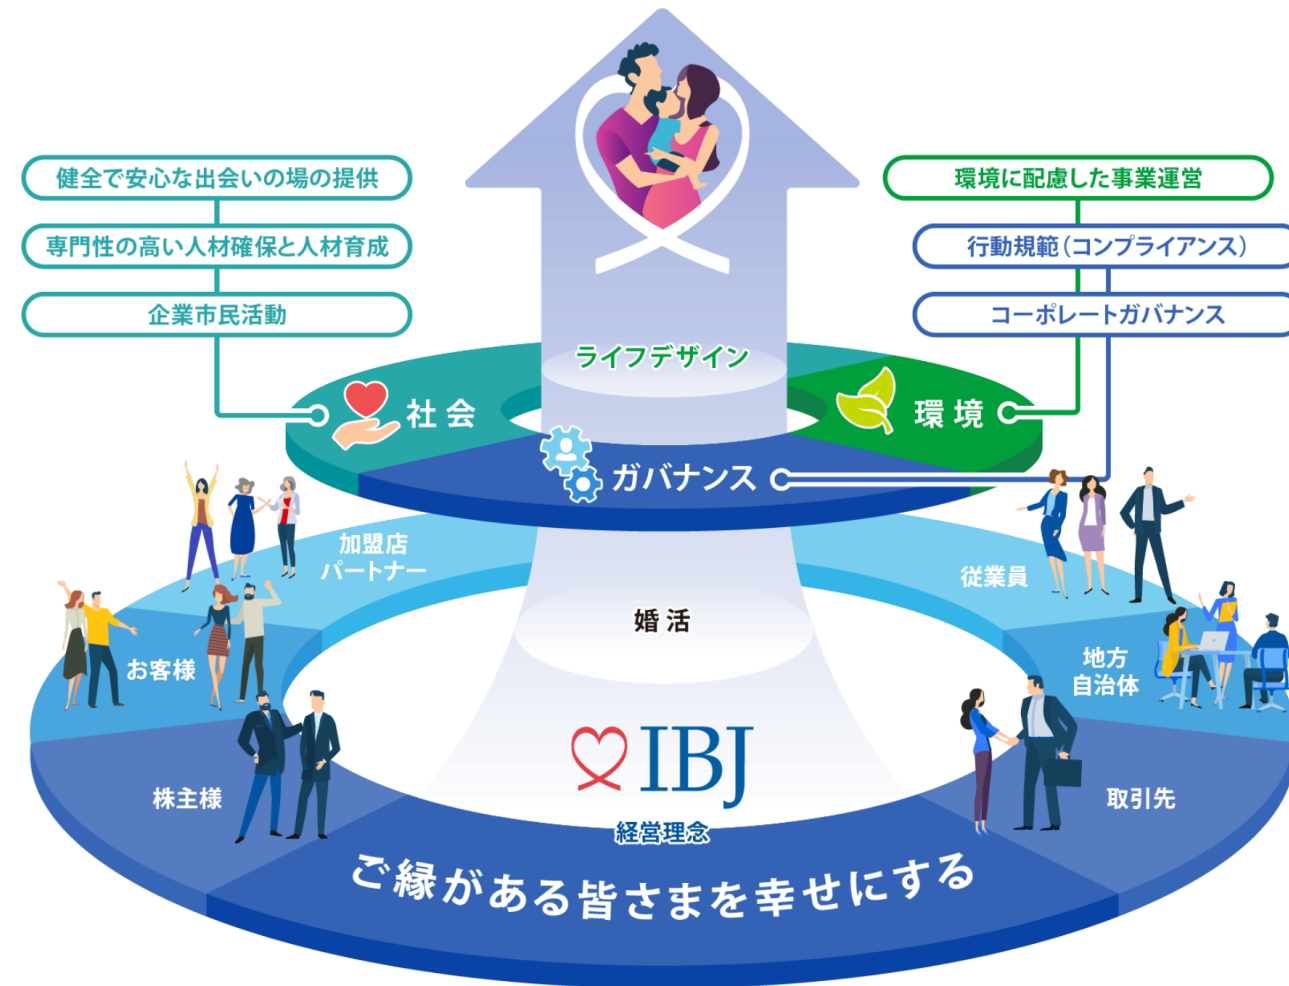 健全で安心な出会いの場の提供
専門性の高い人材確保と人材育成
企業市民活動
環境に配慮した事業運営
行動規範(コンプライアンス)
コーポレートガバナンス
ライフデザイン
社会
環境
ガバナンス
加盟店
パートナー
従業員
婚活
お客様
地方
自治体
株主様
取引先
IBJ
経営理念
ご縁がある皆さまを幸せにする